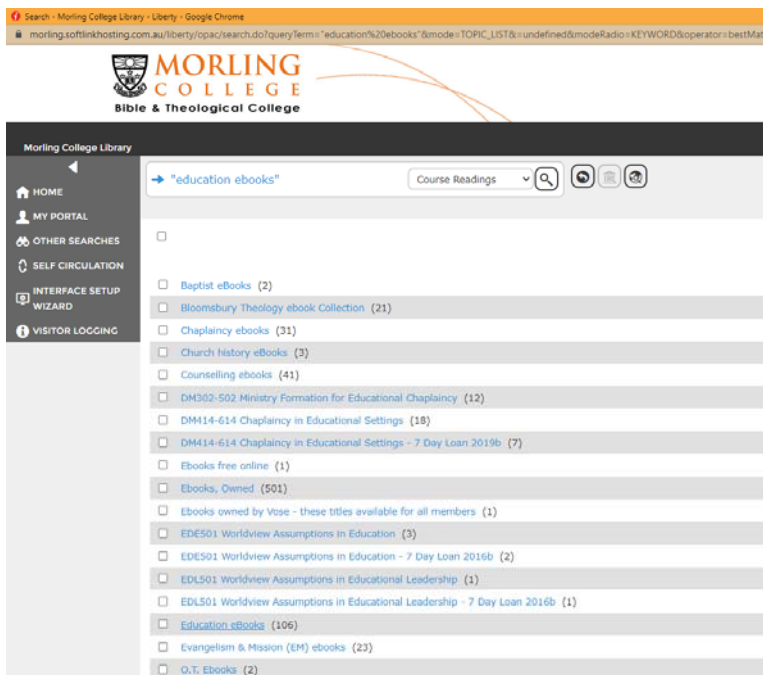 Search - Morling College Library - Liberty - Google Chrome
morling.softlinkhosting.com.au/liberty/opac/search.do?queryTerm="education%20ebooks"&mode=TOPIC_LIST&=undefined&modeRadio=KEYWORD&operator=bestMat
MORLING
COLLEGE
Bible & Theological College
Morling College Library
"education ebooks" Course Readings
HOME
MY PORTAL
OTHER SEARCHES
SELF CIRCULATION
INTERFACE SETUP
WIZARD
VISITOR LOGGING
Baptist eBooks (2)
Bloomsbury Theology ebook Collection (21)
Chaplaincy ebooks (31)
Church history eBooks (3)
Counselling ebooks (41)
DM302-502 Ministry Formation for Educational Chaplaincy (12)
DM414-614 Chaplaincy in Educational Settings (18)
DM414-614 Chaplaincy in Educational Settings - 7 Day Loan 2019b (7)
Ebooks free online (1)
Ebooks, Owned (501)
Ebooks owned by Vose - these titles available for all members (1)
EDE501 Worldview Assumptions in Education (3)
EDE501 Worldview Assumptions in Education - 7 Day Loan 2016b (2)
EDL501 Worldview Assumptions in Educational Leadership (1)
EDL501 Worldview Assumptions in Educational Leadership - 7 Day Loan 2016b (1)
Education eBooks (106)
Evangelism & Mission (EM) ebooks (23)
O.T. Ebooks (2)